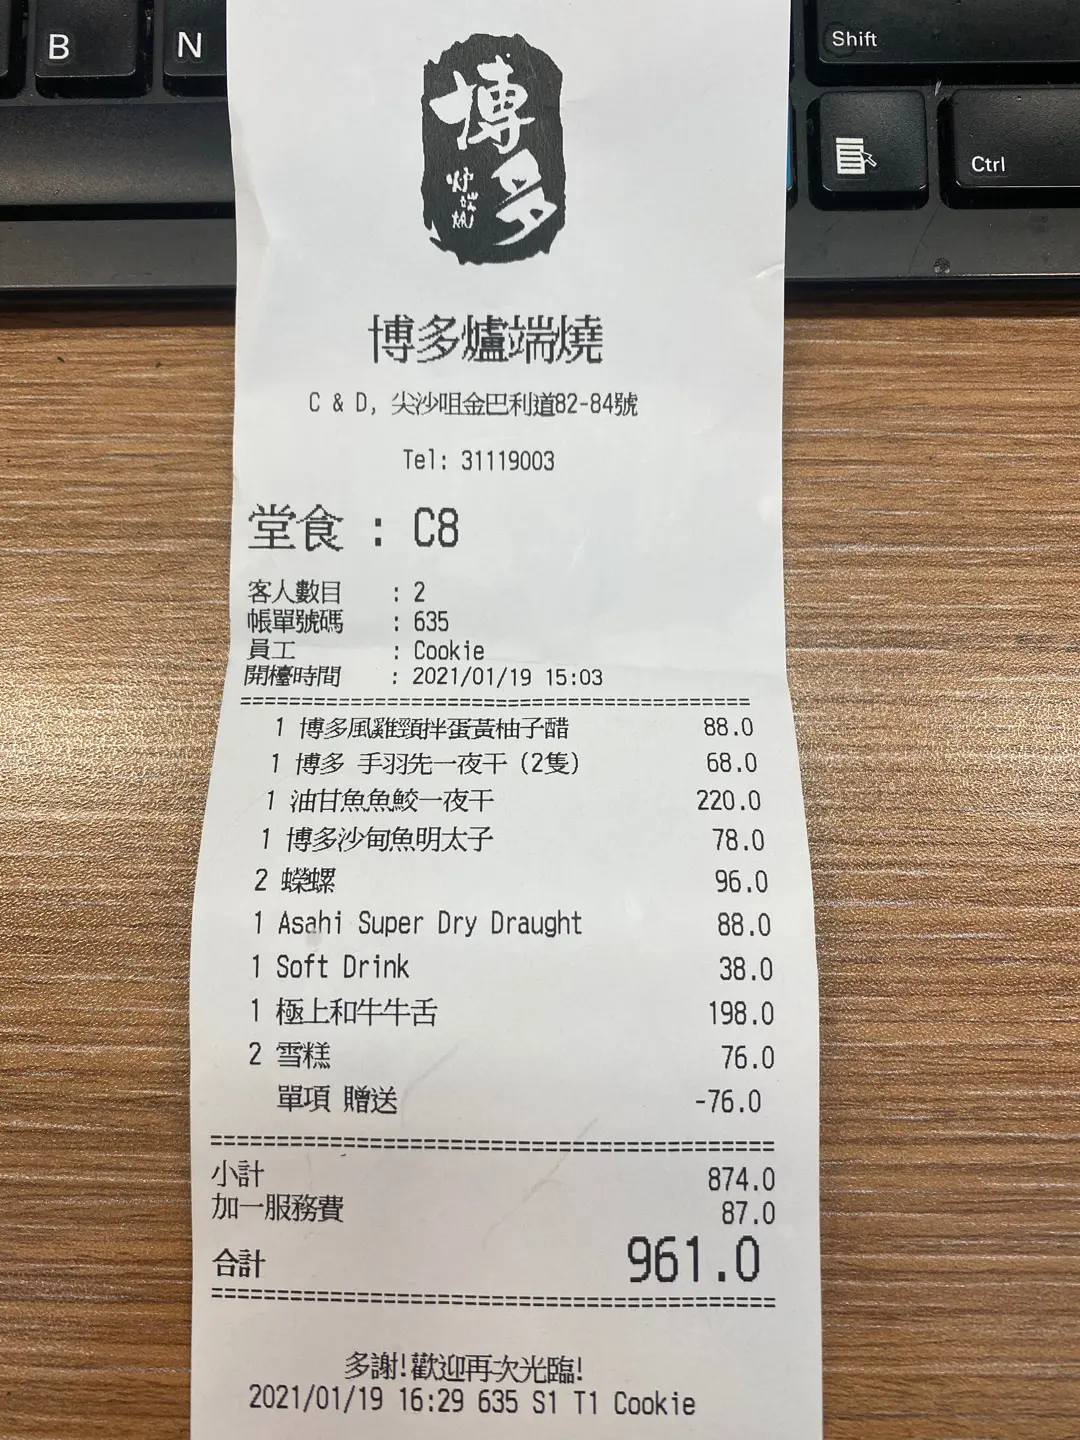 B
N
Shift
Ctrl
博多
炉端焼
博多爐端燒
C & D, 尖沙咀金巴利道82-84號
Tel: 31119003
堂食 : C8
客人數目 : 2
帳單號碼 : 635
員工 : Cookie
開檯時間 : 2021/01/19 15:03
1 博多風雞頸拌蛋黃柚子醋 88.0
1 博多 手羽先一夜干 (2隻) 68.0
1 油甘魚魚鮫一夜干 220.0
1 博多沙甸魚明太子 78.0
2 蠑螺 96.0
1 Asahi Super Dry Draught 88.0
1 Soft Drink 38.0
1 極上和牛牛舌 198.0
2 雪糕 76.0
單項 贈送 -76.0
小計 874.0
加一服務費 87.0
合計 961.0
多謝!歡迎再次光臨!
2021/01/19 16:29 635 S1 T1 Cookie